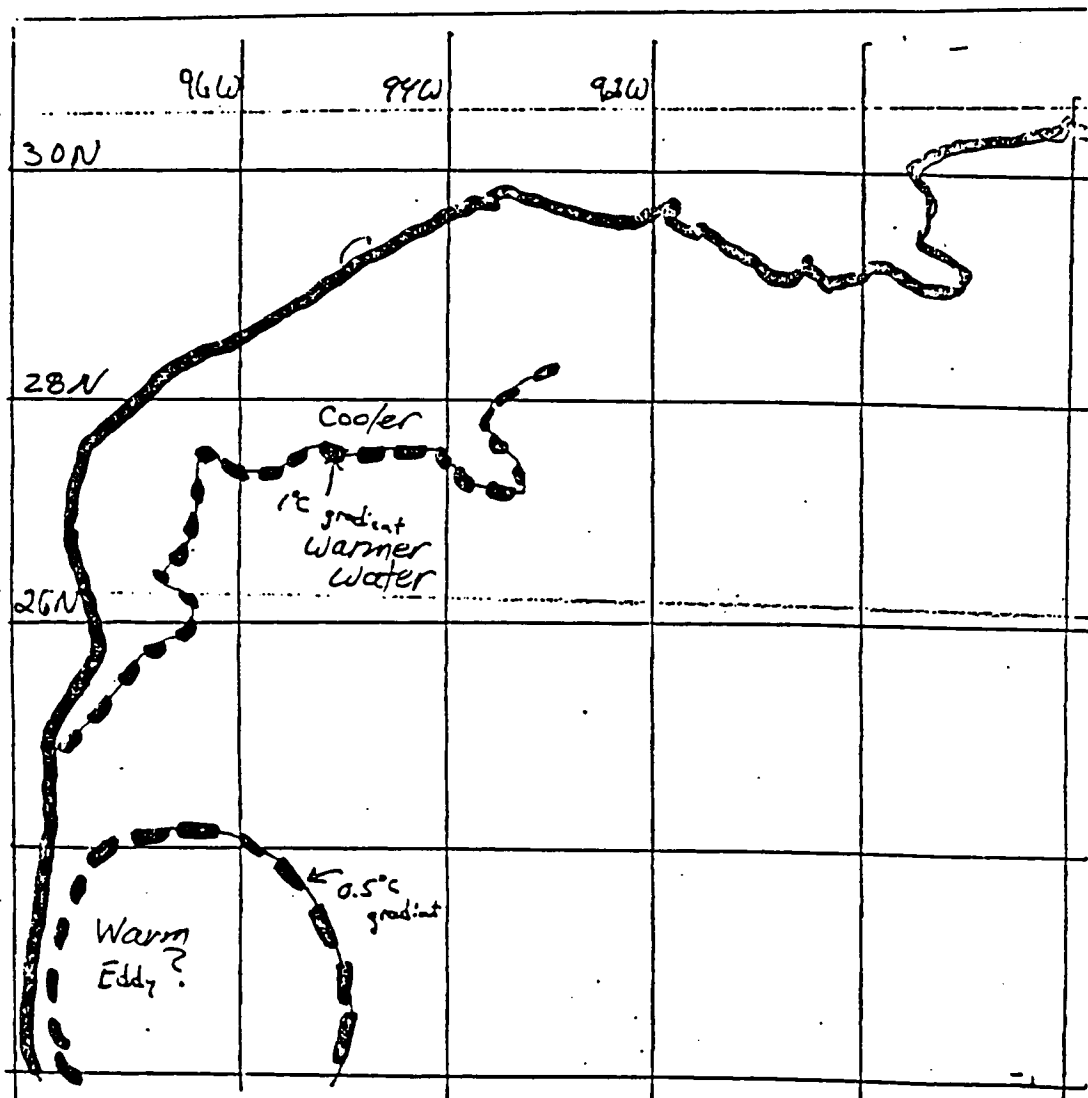 96W
94W
92W
30N
28N
Cooler
1°C gradient
Warmer
Water
26N
0.5°C
gradient
Warm
Eddy?